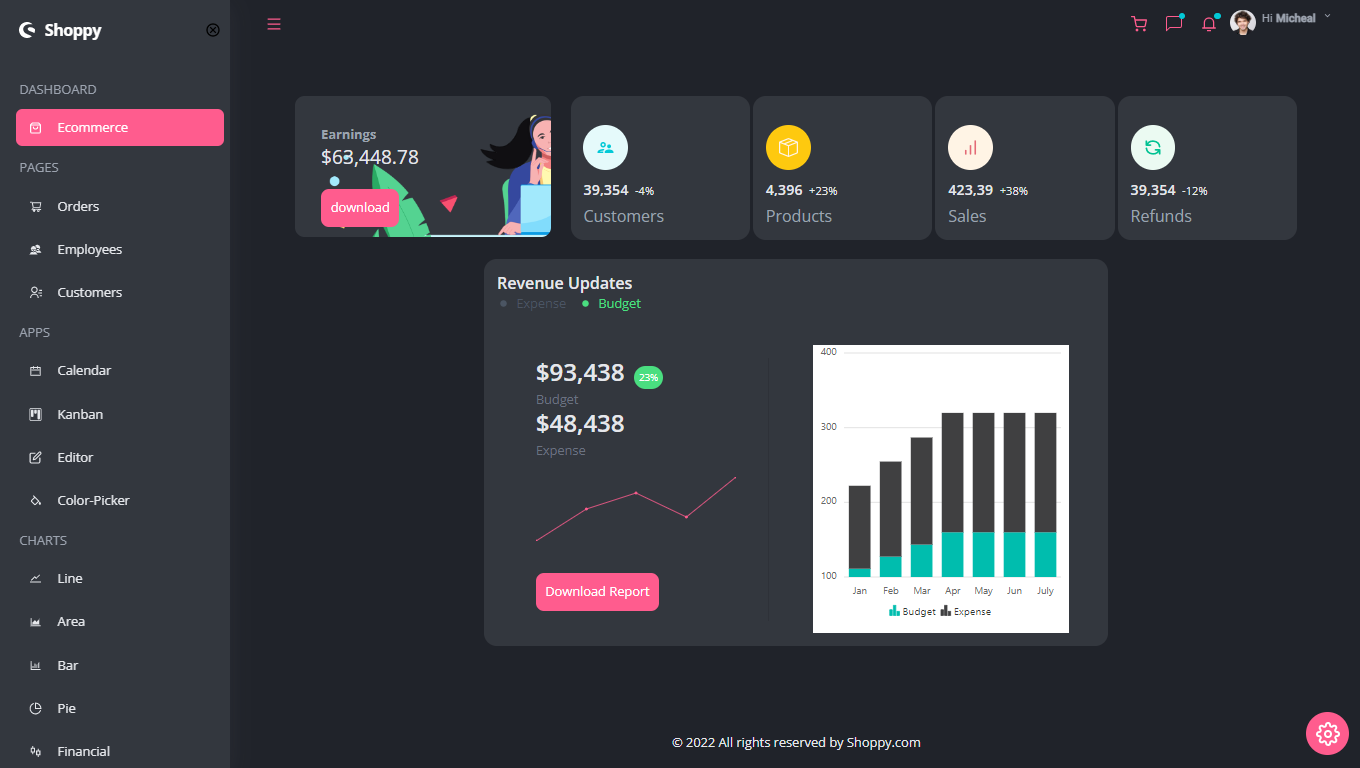 Shoppy
Hi Micheal
DASHBOARD
Ecommerce
PAGES
Orders
Employees
Customers
APPS
Calendar
Kanban
Editor
Color-Picker
CHARTS
Line
Area
Bar
Pie
Financial
Earnings
$63,448.78
download
39,354 -4%
Customers
4,396 +23%
Products
423,39 +38%
Sales
39,354 -12%
Refunds
Revenue Updates
Expense Budget
$93,438 23%
Budget
$48,438
Expense
Download Report
400
300
200
100
Jan Feb Mar Apr May Jun July
Budget Expense
© 2022 All rights reserved by Shoppy.com